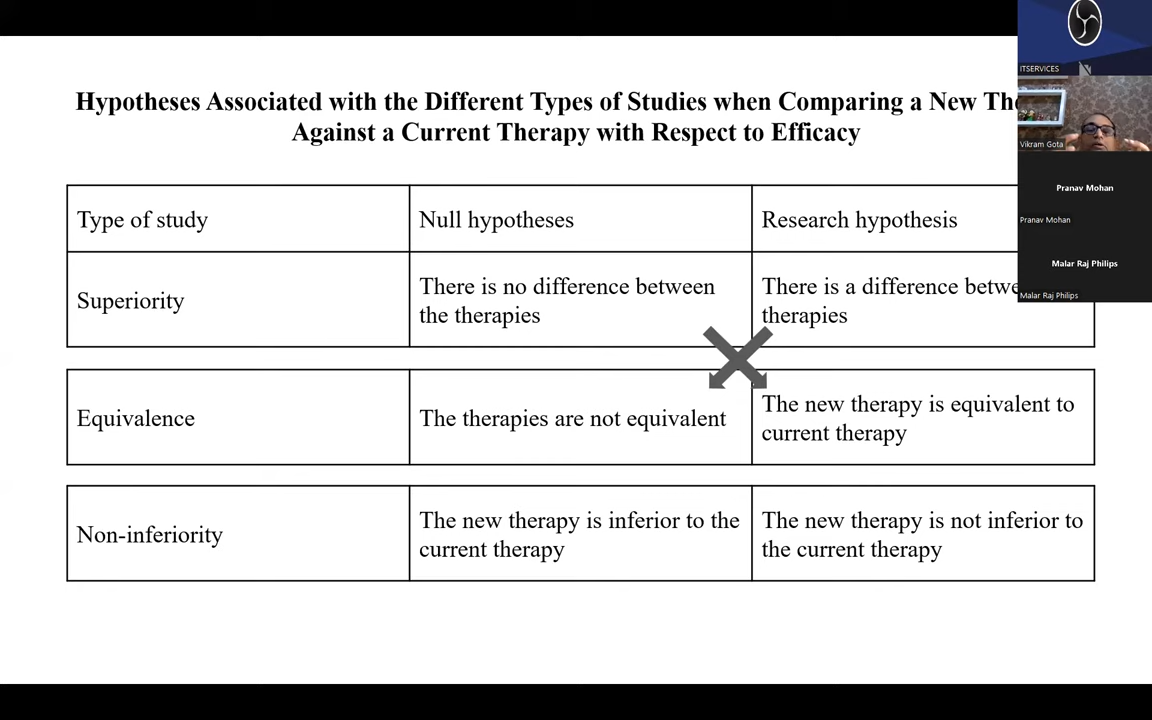 Hypotheses Associated with the Different Types of Studies when Comparing a New
Against a Current Therapy with Respect to Efficacy
Type of study
Null hypotheses
Research hypothesis
Superiority
There is no difference between
the therapies
There is a difference
therapies
Equivalence
The therapies are not equivalent
The new therapy is equivalent to
current therapy
Non-inferiority
The new therapy is inferior to the
current therapy
The new therapy is not inferior to
the current therapy
ITSERVICES
Vikram Gota
Pranav Mohan
Pranav Mohan
Malar Raj Philips
Malar Raj Philips